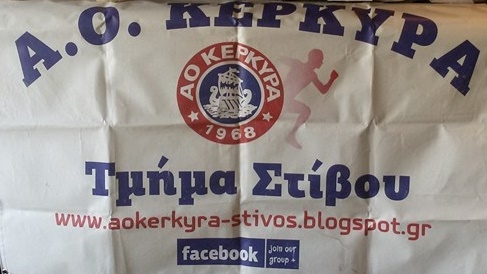 Α.Ο. ΚΕΡΚΥΡΑ
ΑΟ ΚΕΡΚΥΡΑ
1968
Τμήμα Στίβου
www.aokerkyra-stivos.blogspot.gr
facebook join our
group +